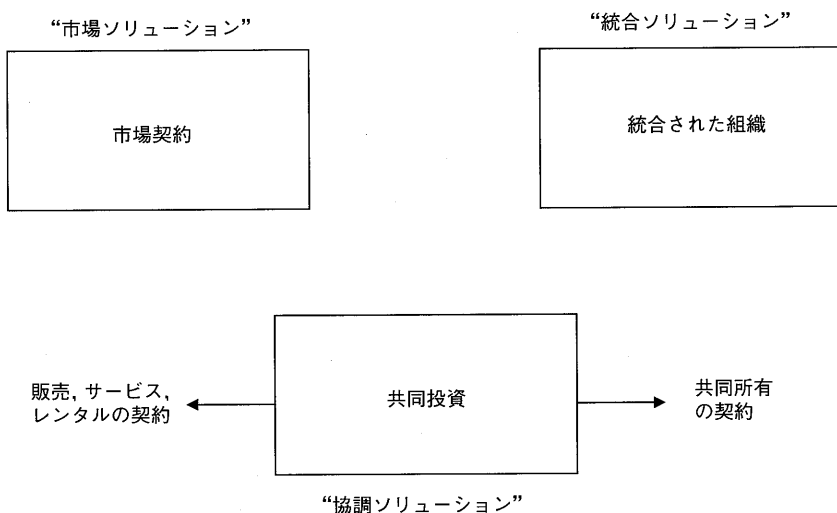 “市場ソリューション”
“統合ソリューション”
市場契約
統合された組織
販売, サービス,
レンタルの契約
共同投資
共同所有
の契約
“協調ソリューション”